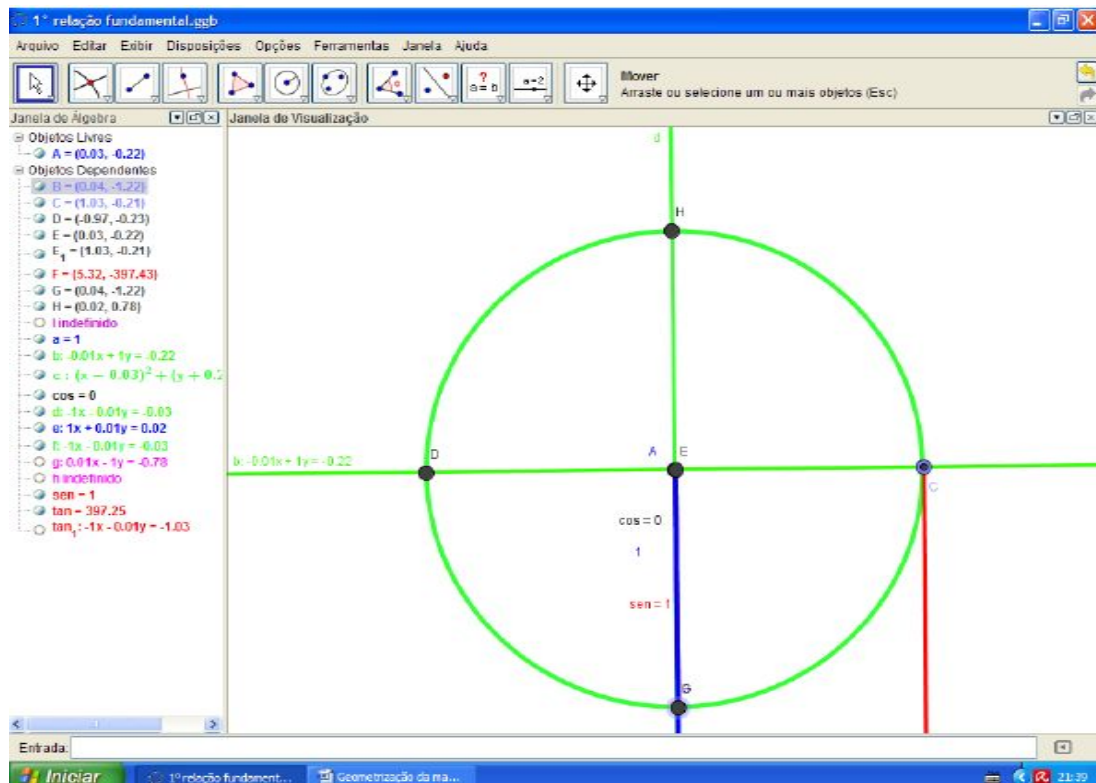 1° relação fundamental.ggb
Arquivo Editar Exibir Disposições Opções Ferramentas Janela Ajuda
? a = b
a=2
Mover
Arraste ou selecione um ou mais objetos (Esc)
Janela de Álgebra
Janela de Visualização
Objetos Livres
A = (0.03, -0.22)
Objetos Dependentes
B = (0.04, -1.22)
C = (1.03, -0.21)
D = (-0.97, -0.23)
E = (0.03, -0.22)
E₁ = (1.03, -0.21)
F = (5.32, -397.43)
G = (0.04, -1.22)
H = (0.02, 0.78)
I indefinido
a = 1
b: -0.01x + 1y = -0.22
c : (x − 0.03)² + (y + 0.2
cos = 0
d: -1x - 0.01y = -0.03
e: 1x + 0.01y = 0.02
f: -1x - 0.01y = -0.03
g: 0.01x - 1y = -0.78
h indefinido
sen = 1
tan = 397.25
tan₁: -1x - 0.01y = -1.03
d
H
D
b: -0.01x + 1y = -0.22
A E
C
cos = 0
1
sen = 1
G
Entrada:
Iniciar
1° relação fundament...
Geometrização da ma...
21:39